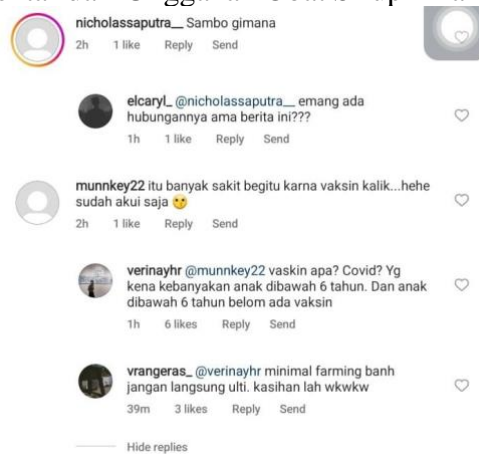 nicholassaputra__ Sambo gimana
2h 1 like Reply Send
elcaryl_ @nicholassaputra__ emang ada
hubungannya ama berita ini???
1h 1 like Reply Send
munnkey22 itu banyak sakit begitu karna vaksin kalik...hehe
sudah akui saja 🤫
2h 1 like Reply Send
verinayhr @munnkey22 vaskin apa? Covid? Yg
kena kebanyakan anak dibawah 6 tahun. Dan anak
dibawah 6 tahun belom ada vaksin
1h 6 likes Reply Send
vrangeras_ @verinayhr minimal farming banh
jangan langsung ulti. kasihan lah wkwkw
39m 3 likes Reply Send
Hide replies